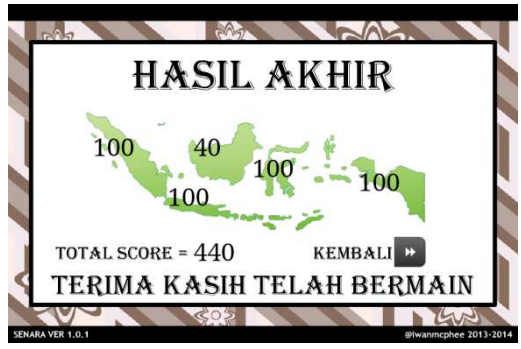 HASIL AKHIR
100
40
100
100
100
TOTAL SCORE = 440
KEMBALI
TERIMA KASIH TELAH BERMAIN
SENARA VER 1.0.1
@iwanmcphee 2013-2014